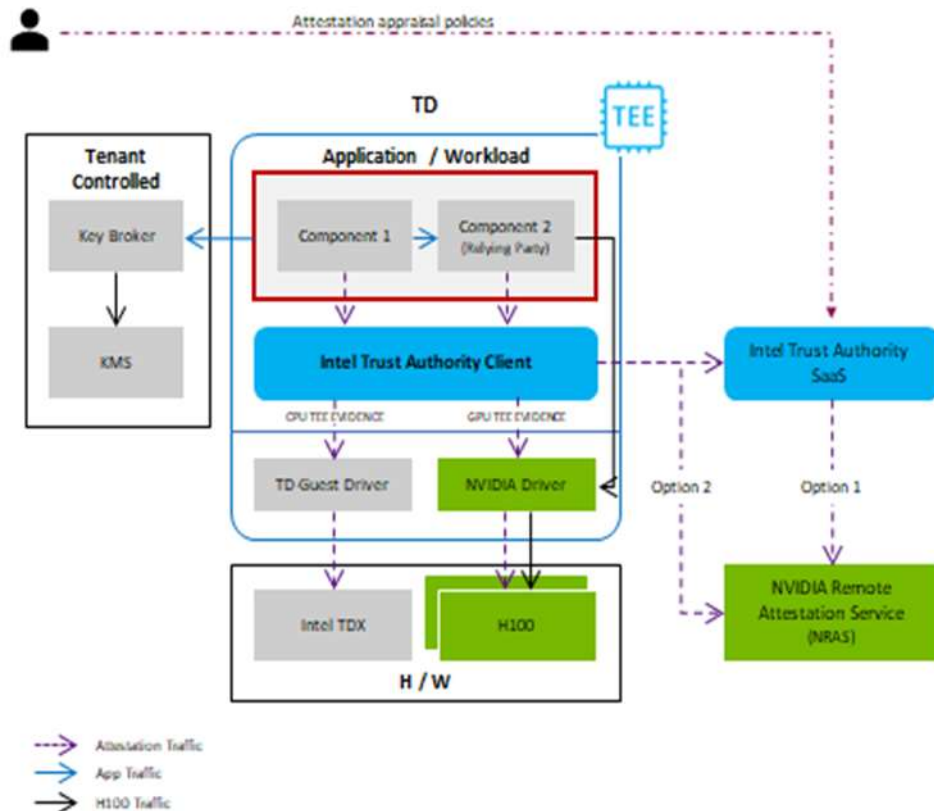 Attestation appraisal policies
TD
TEE
Tenant
Controlled
Application / Workload
Key Broker
Component 1
Component 2
(Relying Party)
KMS
Intel Trust Authority Client
Intel Trust Authority
SaaS
CPU TEE EVIDENCE
GPU TEE EVIDENCE
TD Guest Driver
NVIDIA Driver
Option 2
Option 1
Intel TDX
H100
NVIDIA Remote
Attestation Service
(NRAS)
H / W
Attestation Traffic
App Traffic
H100 Traffic